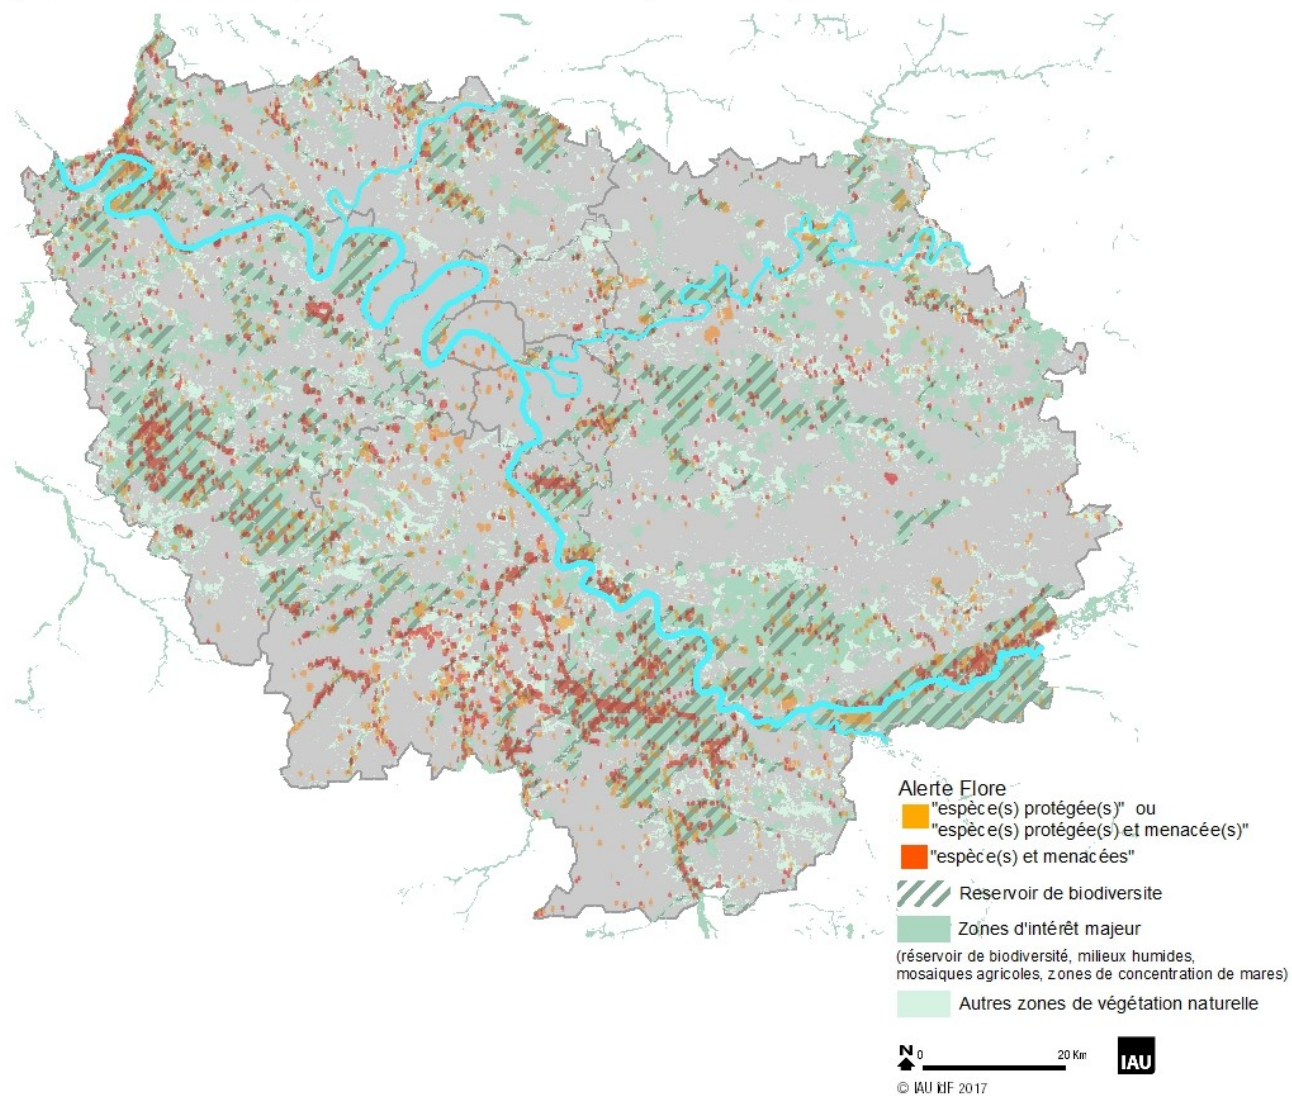 Alerte Flore
"espèce(s) protégée(s)" ou
"espèce(s) protégée(s) et menacée(s)"
"espèce(s) et menacées"
Reservoir de biodiversite
Zones d'intérêt majeur
(réservoir de biodiversité, milieux humides,
mosaiques agricoles, zones de concentration de mares)
Autres zones de végétation naturelle
N 0 20 Km
IAU
© IAU îdF 2017